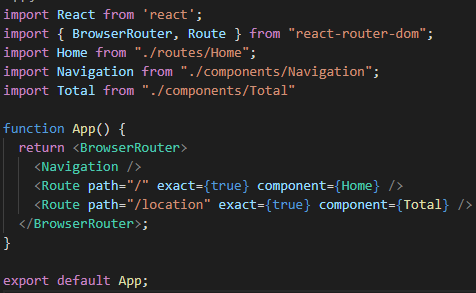 import React from 'react';
import { BrowserRouter, Route } from "react-router-dom";
import Home from "./routes/Home";
import Navigation from "./components/Navigation";
import Total from "./components/Total"

function App() {
  return <BrowserRouter>
    <Navigation />
    <Route path="/" exact={true} component={Home} />
    <Route path="/location" exact={true} component={Total} />
  </BrowserRouter>;
}

export default App;